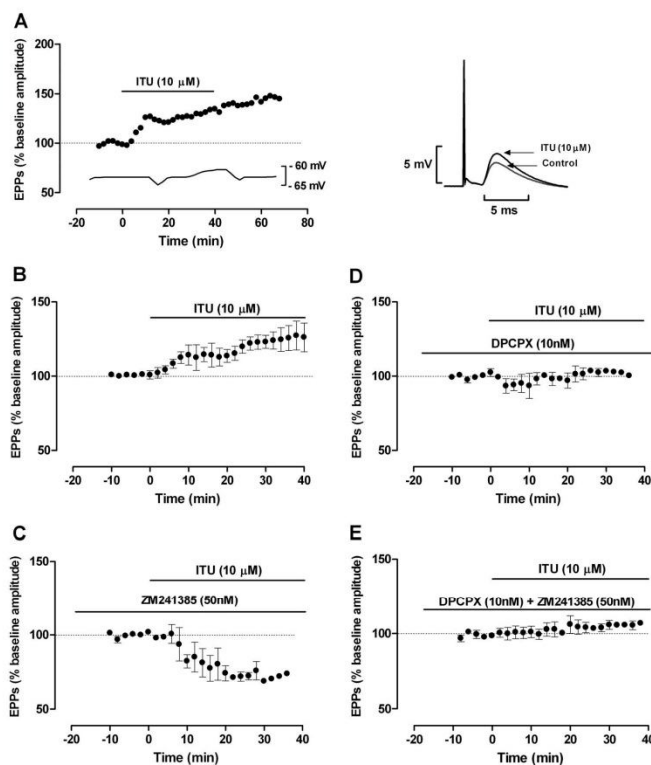 A
200
150
100
50
ITU (10 μM)
- 60 mV
- 65 mV
-20 0 20 40 60 80
Time (min)
EPPs (% baseline amplitude)
5 mV
ITU (10 μM)
Control
5 ms
B
150
100
50
ITU (10 μM)
-20 -10 0 10 20 30 40
Time (min)
EPPs (% baseline amplitude)
D
150
100
50
ITU (10 μM)
DPCPX (10nM)
-20 -10 0 10 20 30 40
Time (min)
EPPs (% baseline amplitude)
C
150
100
50
ITU (10 μM)
ZM241385 (50nM)
-20 -10 0 10 20 30 40
Time (min)
EPPs (% baseline amplitude)
E
150
100
50
ITU (10 μM)
DPCPX (10nM) + ZM241385 (50nM)
-20 -10 0 10 20 30 40
Time (min)
EPPs (% baseline amplitude)